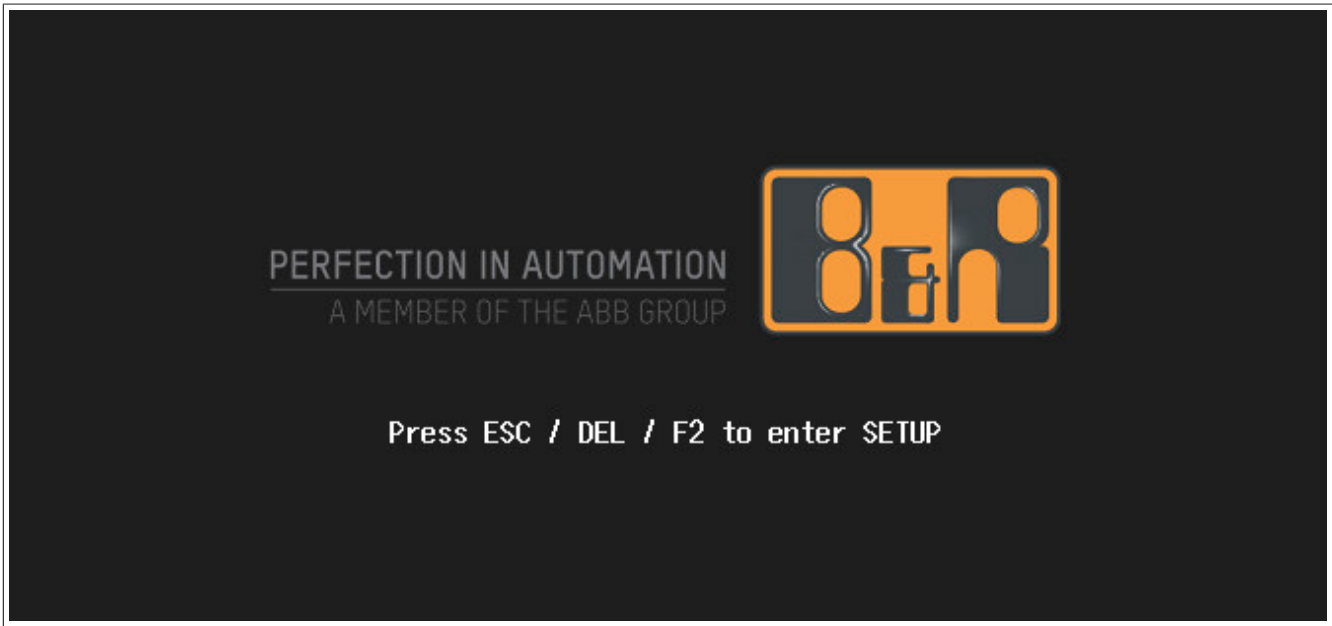 PERFECTION IN AUTOMATION
A MEMBER OF THE ABB GROUP
B&R
Press ESC / DEL / F2 to enter SETUP